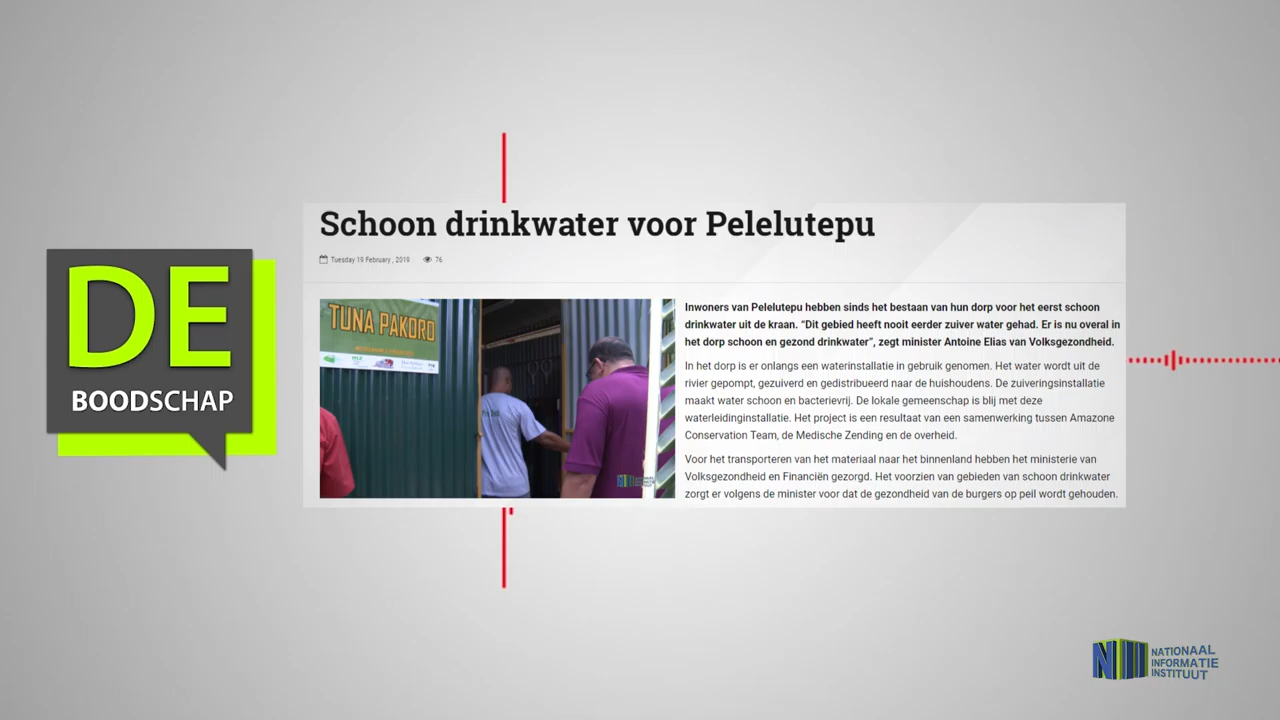 DE
BOODSCHAP
Schoon drinkwater voor Pelelutepu
Tuesday 19 February , 2019 76
TUNA PAKORO
Inwoners van Pelelutepu hebben sinds het bestaan van hun dorp voor het eerst schoon
drinkwater uit de kraan. “Dit gebied heeft nooit eerder zuiver water gehad. Er is nu overal in
het dorp schoon en gezond drinkwater”, zegt minister Antoine Elias van Volksgezondheid.
In het dorp is er onlangs een waterinstallatie in gebruik genomen. Het water wordt uit de
rivier gepompt, gezuiverd en gedistribueerd naar de huishoudens. De zuiveringsinstallatie
maakt water schoon en bacterievrij. De lokale gemeenschap is blij met deze
waterleidinginstallatie. Het project is een resultaat van een samenwerking tussen Amazone
Conservation Team, de Medische Zending en de overheid.
Voor het transporteren van het materiaal naar het binnenland hebben het ministerie van
Volksgezondheid en Financiën gezorgd. Het voorzien van gebieden van schoon drinkwater
zorgt er volgens de minister voor dat de gezondheid van de burgers op peil wordt gehouden.
NII NATIONAAL
INFORMATIE
INSTITUUT